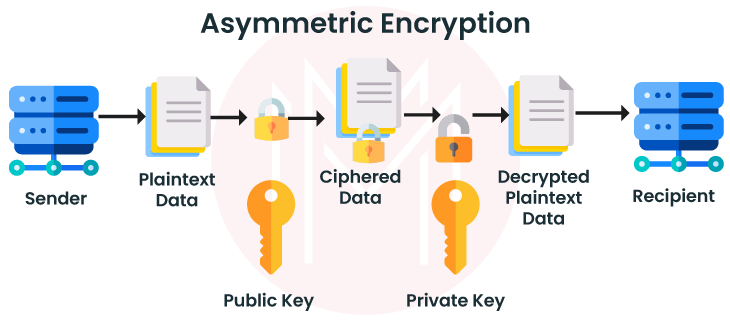 Asymmetric Encryption
Sender
Plaintext
Data
Ciphered
Data
Decrypted
Plaintext
Data
Recipient
Public Key
Private Key